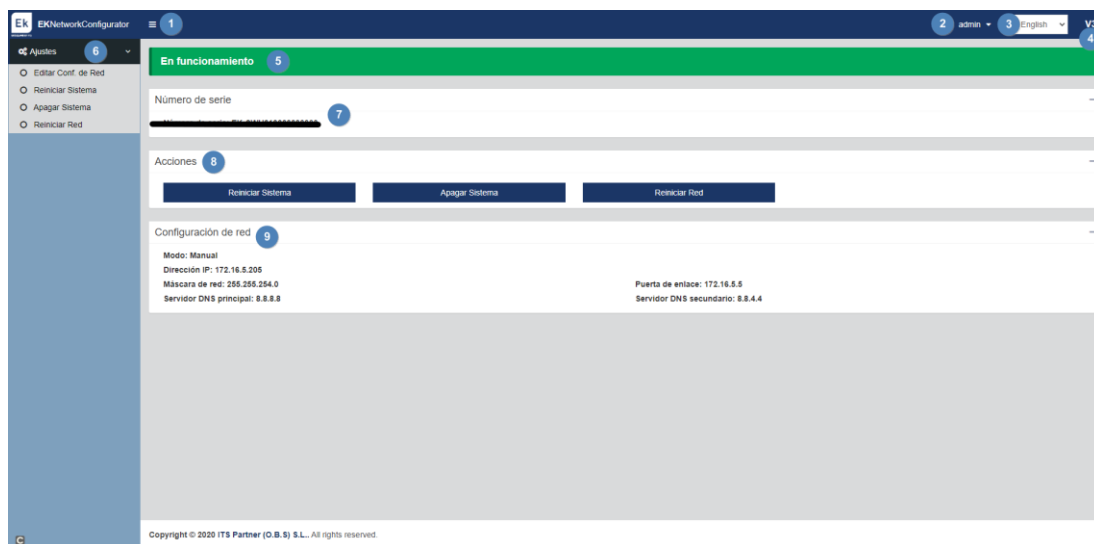 Ek EKNetworkConfigurator 1 2 admin 3 English V3
4
Ajustes 6
Editar Conf. de Red
Reiniciar Sistema
Apagar Sistema
Reiniciar Red
En funcionamiento 5
Número de serie
7
Acciones 8
Reiniciar Sistema Apagar Sistema Reiniciar Red
Configuración de red 9
Modo: Manual
Dirección IP: 172.16.5.205
Máscara de red: 255.255.254.0 Puerta de enlace: 172.16.5.5
Servidor DNS principal: 8.8.8.8 Servidor DNS secundario: 8.8.4.4
Copyright © 2020 ITS Partner (O.B.S) S.L.. All rights reserved.